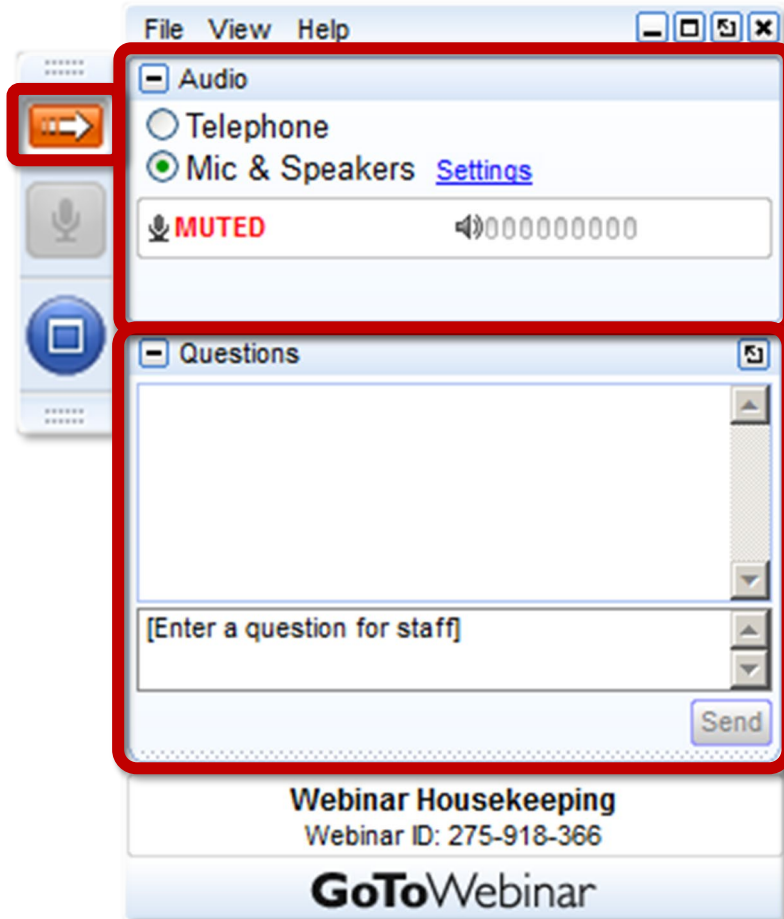 File View Help
Audio
Telephone
Mic & Speakers Settings
MUTED
Questions
[Enter a question for staff]
Send
Webinar Housekeeping
Webinar ID: 275-918-366
GoToWebinar